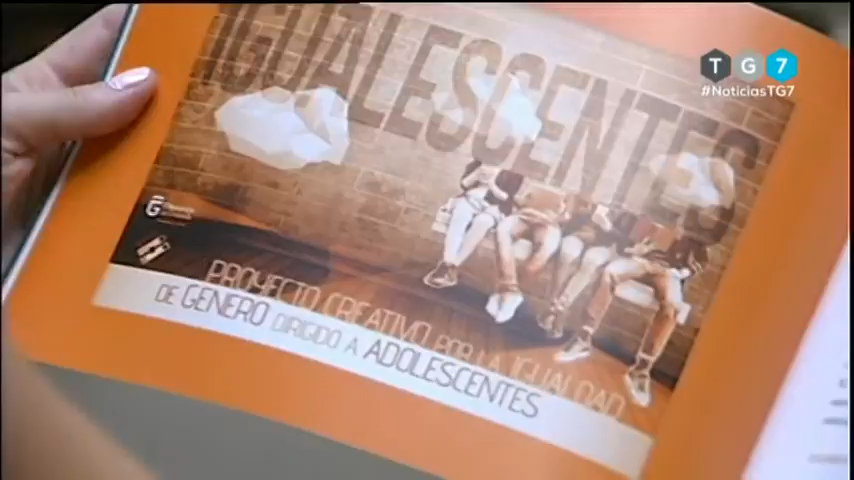 TG7
#NoticiasTG7
IGUALESCENTES
PROYECTO CREATIVO POR LA IGUALDAD
DE GENERO DIRIGIDO A ADOLESCENTES